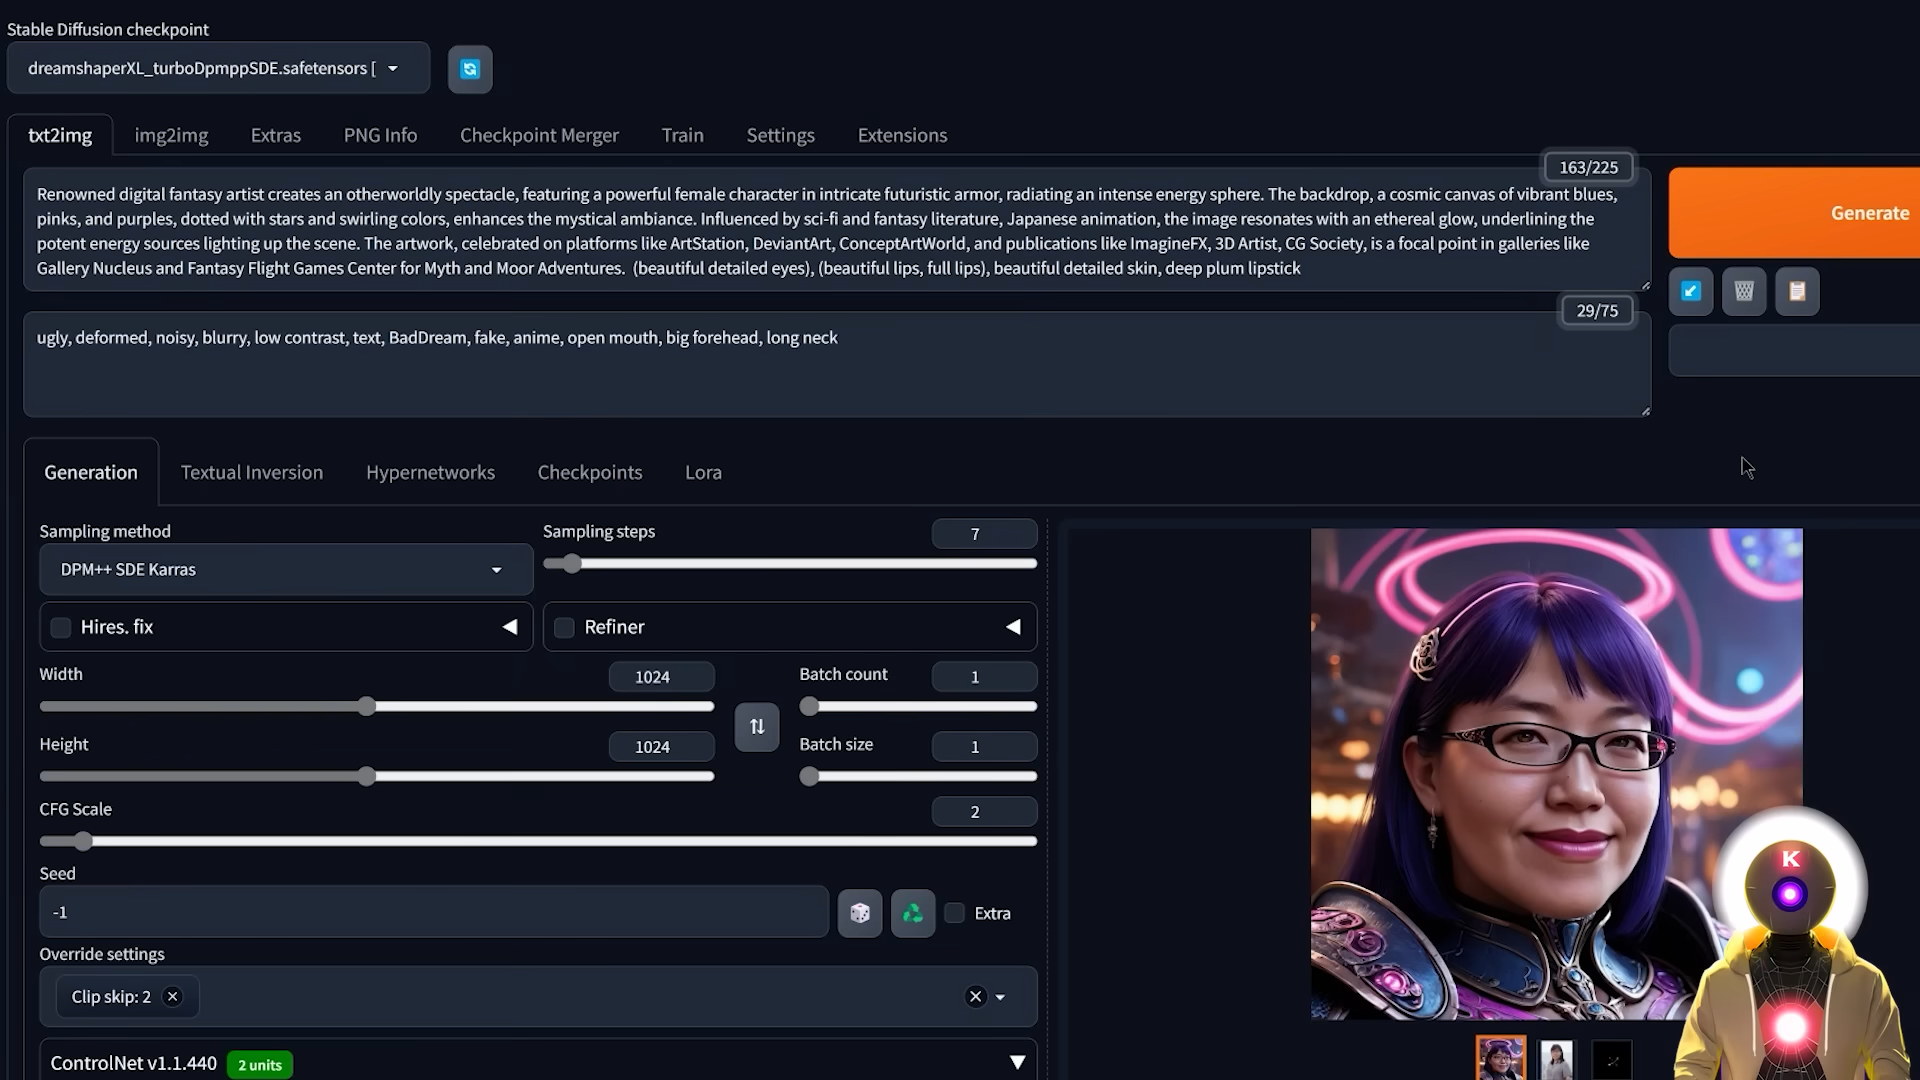 Stable Diffusion checkpoint
dreamshaperXL_turboDpmppSDE.safetensors [
txt2img img2img Extras PNG Info Checkpoint Merger Train Settings Extensions
163/225
Renowned digital fantasy artist creates an otherworldly spectacle, featuring a powerful female character in intricate futuristic armor, radiating an intense energy sphere. The backdrop, a cosmic canvas of vibrant blues,
pinks, and purples, dotted with stars and swirling colors, enhances the mystical ambiance. Influenced by sci-fi and fantasy literature, Japanese animation, the image resonates with an ethereal glow, underlining the
potent energy sources lighting up the scene. The artwork, celebrated on platforms like ArtStation, DeviantArt, ConceptArtWorld, and publications like ImagineFX, 3D Artist, CG Society, is a focal point in galleries like
Gallery Nucleus and Fantasy Flight Games Center for Myth and Moor Adventures. (beautiful detailed eyes), (beautiful lips, full lips), beautiful detailed skin, deep plum lipstick
Generate
29/75
ugly, deformed, noisy, blurry, low contrast, text, BadDream, fake, anime, open mouth, big forehead, long neck
Generation Textual Inversion Hypernetworks Checkpoints Lora
Sampling method
DPM++ SDE Karras
Sampling steps
7
Hires. fix
Refiner
Width
1024
Batch count
1
Height
1024
Batch size
1
CFG Scale
2
Seed
-1
Extra
Override settings
Clip skip: 2
ControlNet v1.1.440 2 units
K